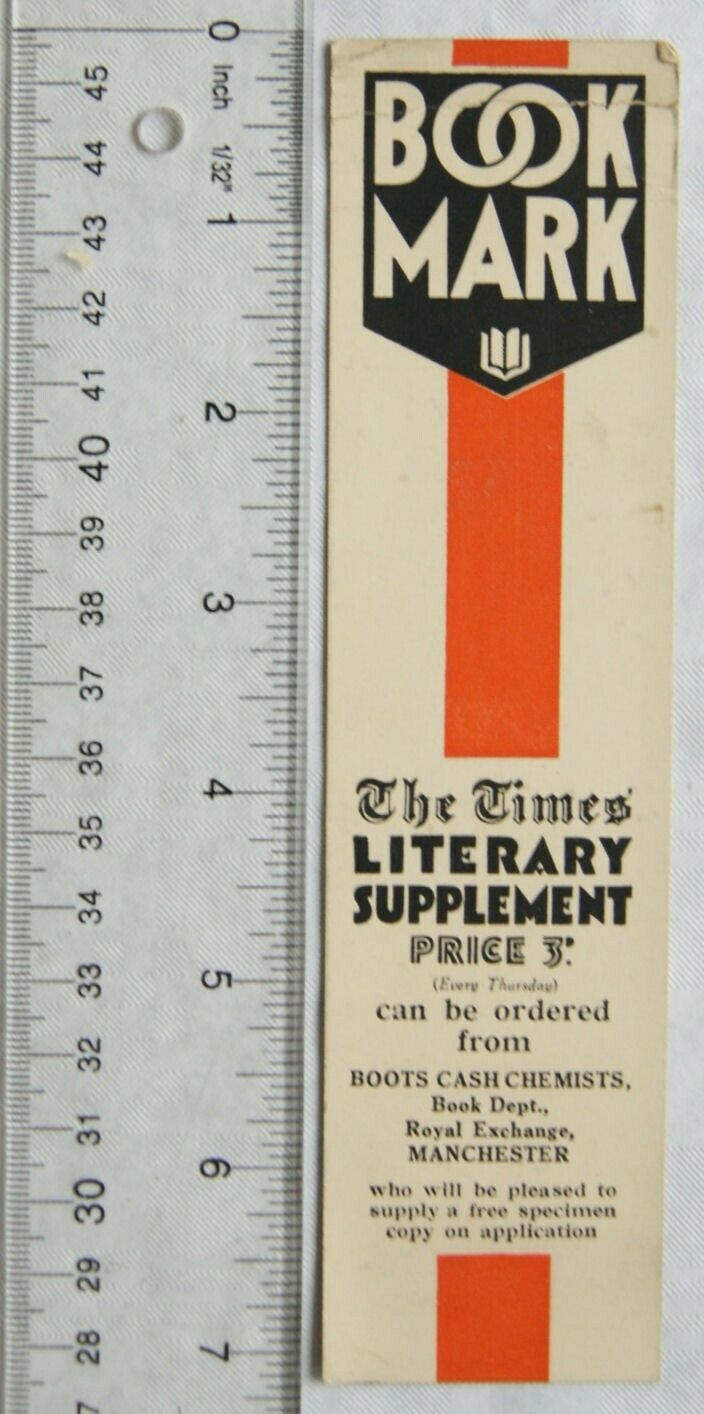 0
Inch 1/32"
1
2
3
4
5
6
7
45
44
43
42
41
40
39
38
37
36
35
34
33
32
31
30
29
28
BOOK
MARK
The Times
LITERARY
SUPPLEMENT
PRICE 3D.
(Every Thursday)
can be ordered
from
BOOTS CASH CHEMISTS,
Book Dept.,
Royal Exchange,
MANCHESTER
who will be pleased to
supply a free specimen
copy on application